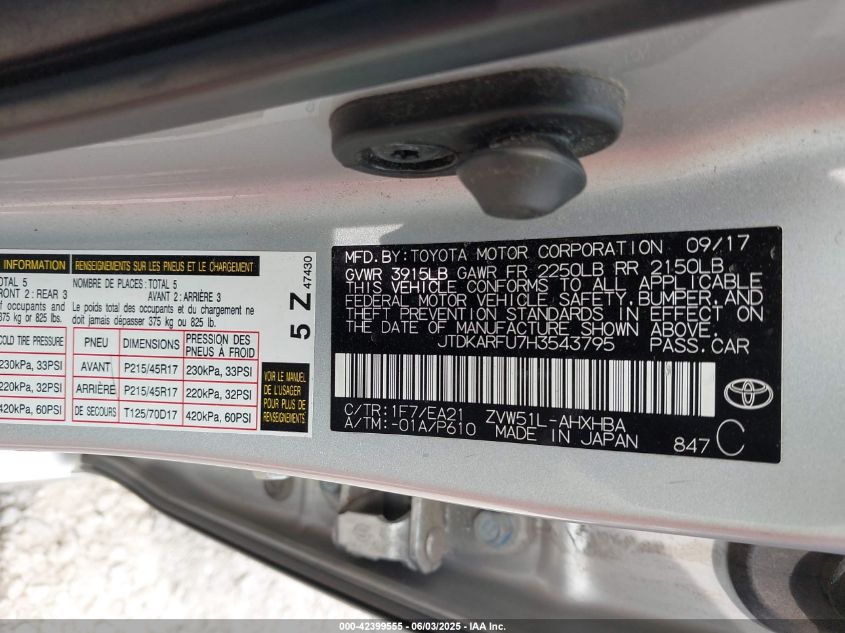 INFORMATION
TOTAL 5
FRONT 2 : REAR 3
of occupants and
375 kg or 825 lbs.
COLD TIRE PRESSURE
230kPa, 33PSI
220kPa, 32PSI
420kPa, 60PSI
RENSEIGNEMENTS SUR LES PNEUS ET LE CHARGEMENT
NOMBRE DE PLACES : TOTAL 5
AVANT 2 : ARRIÈRE 3
Le poids total des occupants et du chargement ne
doit jamais dépasser 375 kg ou 825 lb.
PNEU DIMENSIONS PRESSION DES PNEUS À FROID
AVANT P215/45R17 230kPa, 33PSI
ARRIÈRE P215/45R17 220kPa, 32PSI
DE SECOURS T125/70D17 420kPa, 60PSI
VOIR LE MANUEL
DE L'USAGER
POUR PLUS DE
RENSEIGNEMENTS
5 Z 47430
MFD. BY: TOYOTA MOTOR CORPORATION 09/17
GVWR 3915LB GAWR FR 2250LB RR 2150LB
THIS VEHICLE CONFORMS TO ALL APPLICABLE
FEDERAL MOTOR VEHICLE SAFETY, BUMPER, AND
THEFT PREVENTION STANDARDS IN EFFECT ON
THE DATE OF MANUFACTURE SHOWN ABOVE.
JTDKARFU7H3543795 PASS. CAR
C/TR: 1F7/EA21 ZVW51L-AHXHBA
A/TM: -01A/P610 MADE IN JAPAN 847 C
000-42399555 - 06/03/2025 - IAA Inc.